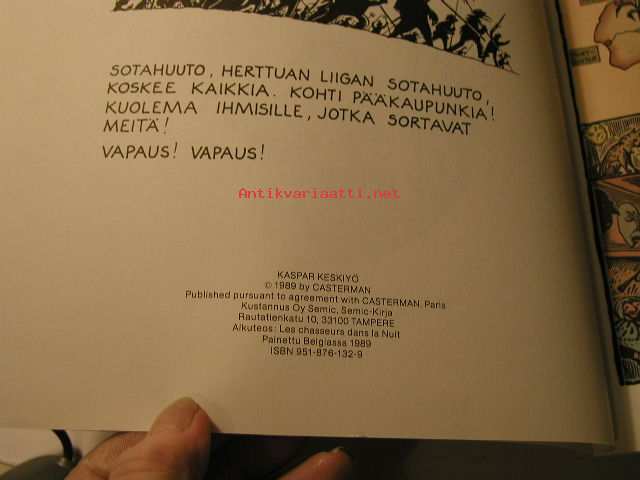 SOTAHUUTO, HERTTUAN LIIGAN SOTAHUUTO,
KOSKEE KAIKKIA. KOHTI PÄÄKAUPUNKIA!
KUOLEMA IHMISILLE, JOTKA SORTAVAT
MEITÄ!
VAPAUS! VAPAUS!
Antikvariaatti.net
KASPAR KESKIYÖ
© 1989 by CASTERMAN
Published pursuant to agreement with CASTERMAN, Paris
Kustannus Oy Semic, Semic-Kirja
Rautatienkatu 10, 33100 TAMPERE
Alkuteos: Les chasseurs dans la Nuit
Painettu Belgiassa 1989
ISBN 951-876-132-9